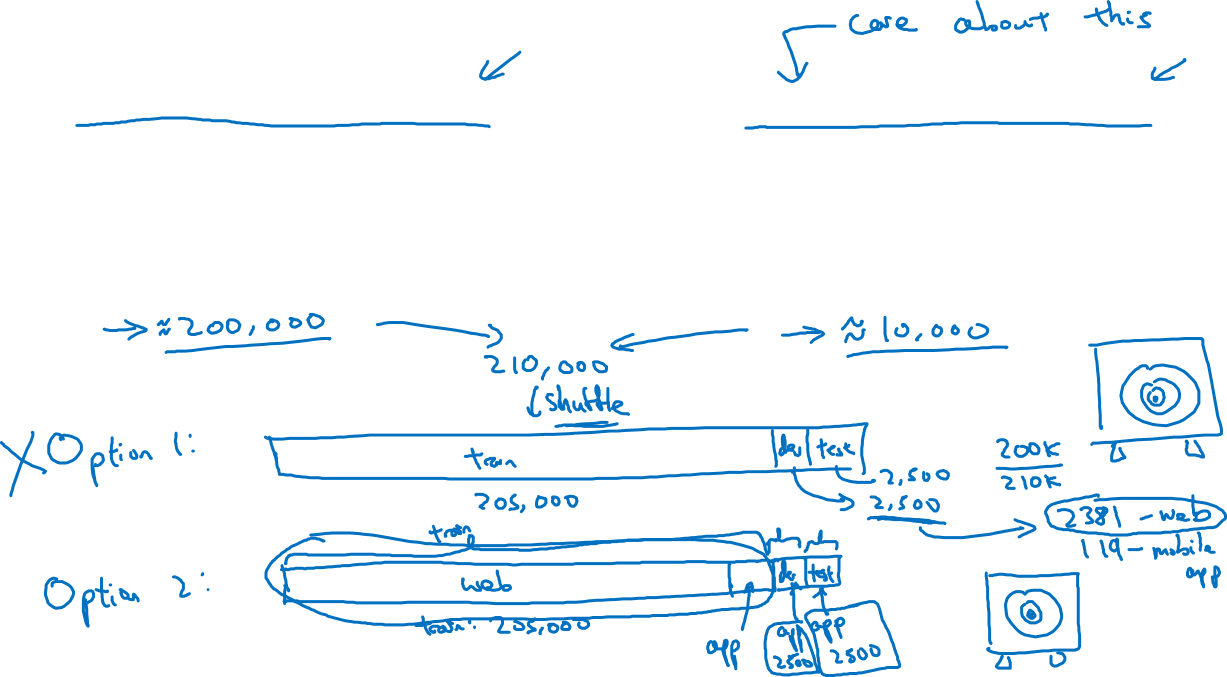 care about this
≈200,000
≈10,000
210,000
shuttle
Option 1:
train
dev
test
200K
210K
2,500
2,500
205,000
2381 - web
119 - mobile app
train
Option 2:
web
dev
test
train: 205,000
app
app
2500
app
2500